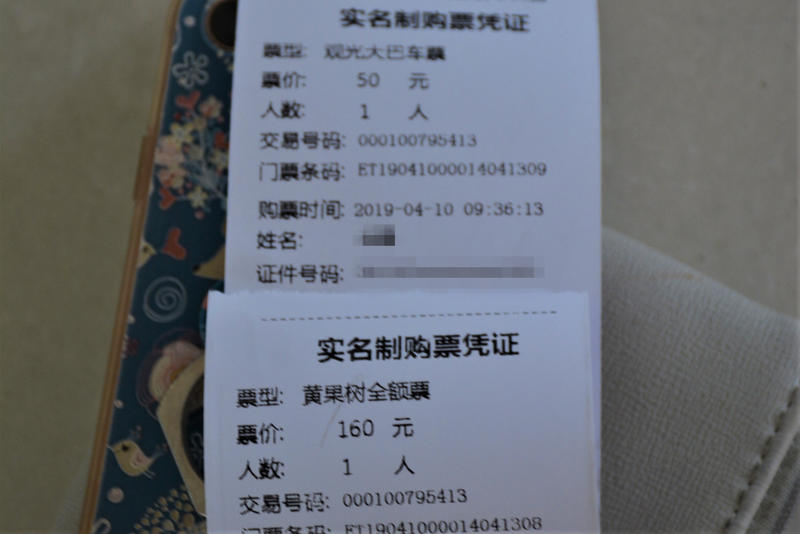 实名制购票凭证
票型: 观光大巴车票
票价: 50 元
人数: 1 人
交易号码: 000100795413
门票条码: ET19041000014041309
购票时间: 2019-04-10 09:36:13
姓名:
证件号码:
实名制购票凭证
票型: 黄果树全额票
票价: 160 元
人数: 1 人
交易号码: 000100795413
门票条码: ET19041000014041308